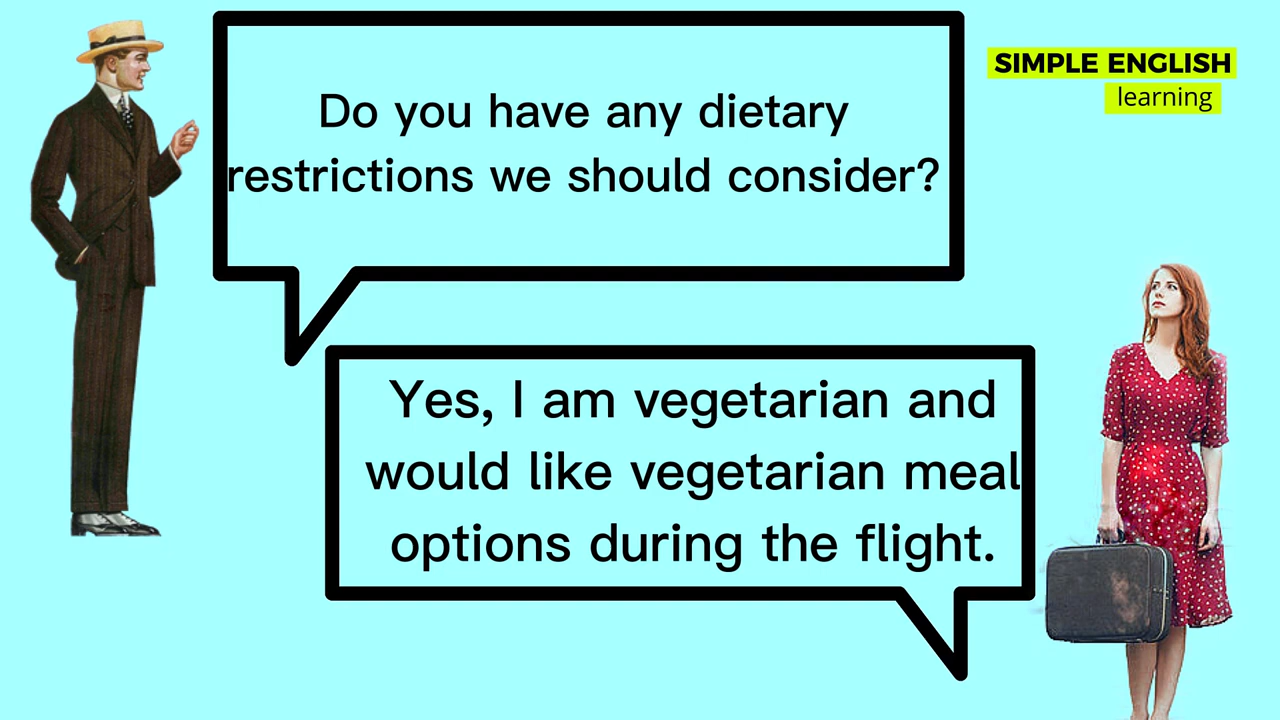 SIMPLE ENGLISH
learning
Do you have any dietary
restrictions we should consider?
Yes, I am vegetarian and
would like vegetarian meal
options during the flight.